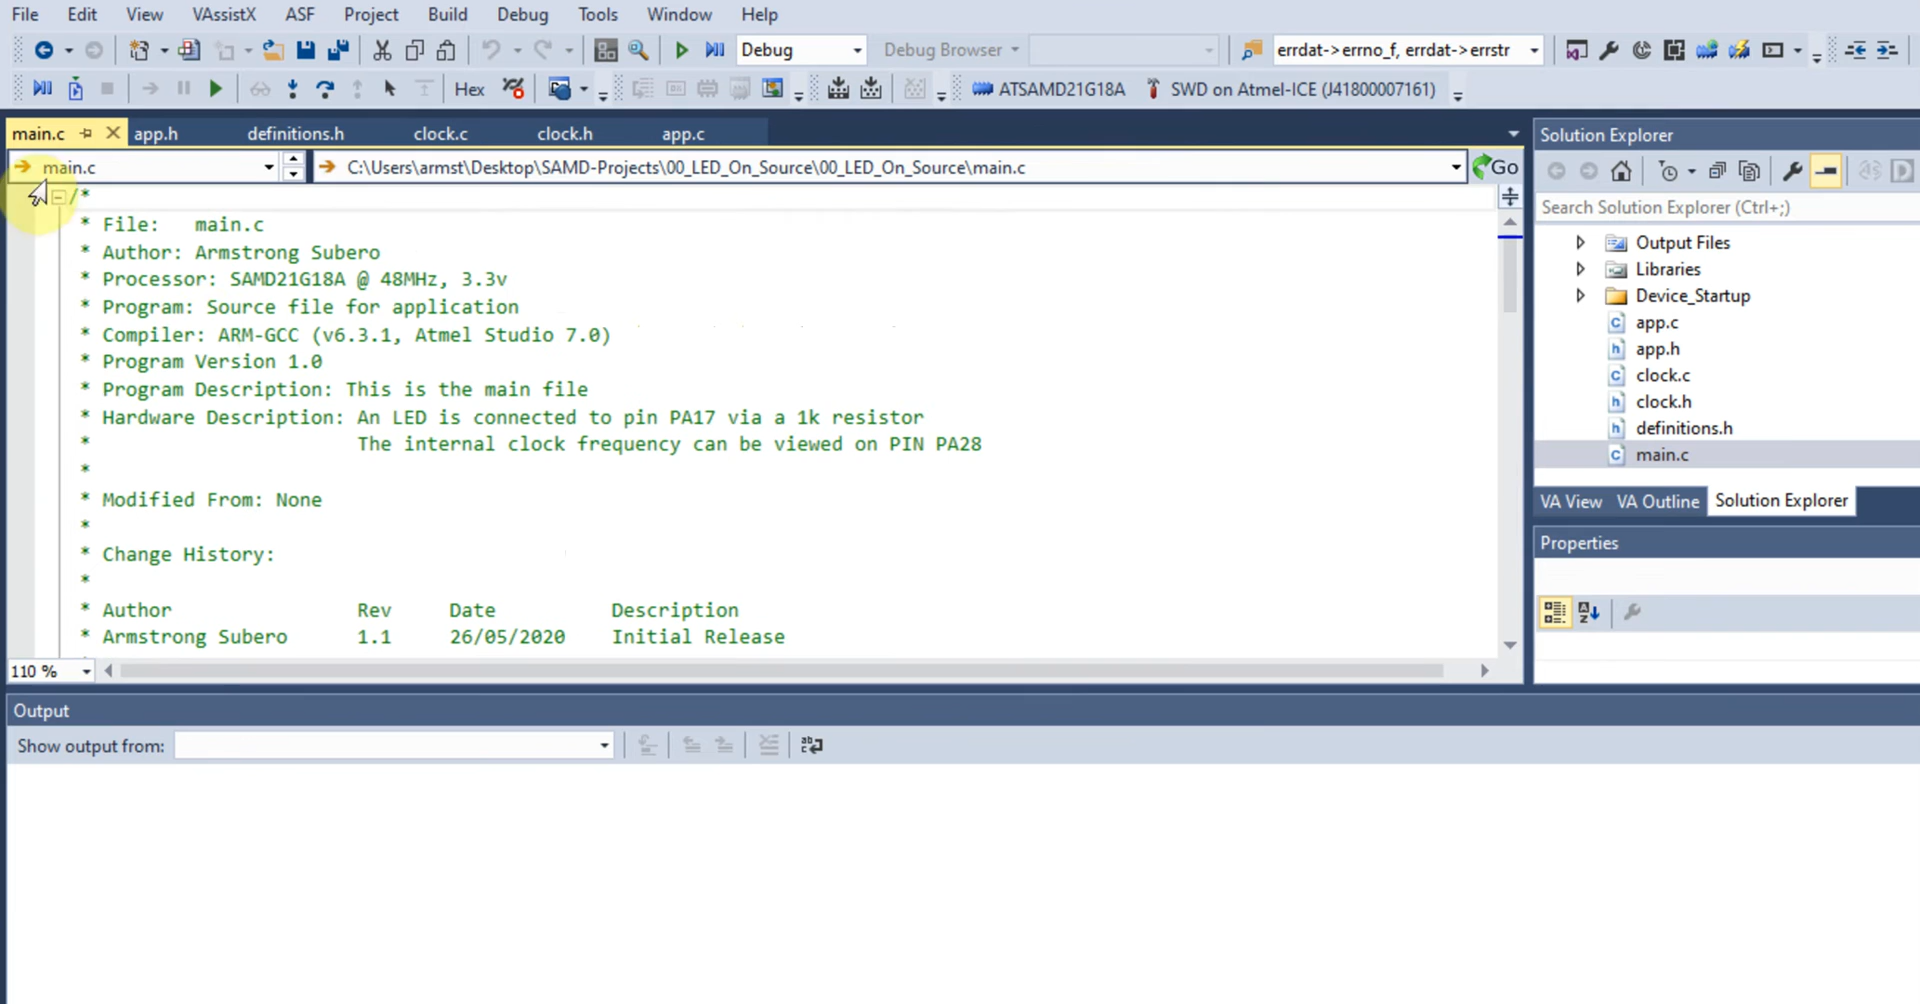 File Edit View VAssistX ASF Project Build Debug Tools Window Help
Debug Debug Browser errdat->errno_f, errdat->errstr
Hex ATSAMD21G18A SWD on Atmel-ICE (J41800007161)
main.c app.h definitions.h clock.c clock.h app.c
main.c C:\Users\armst\Desktop\SAMD-Projects\00_LED_On_Source\00_LED_On_Source\main.c Go
/*
* File: main.c
* Author: Armstrong Subero
* Processor: SAMD21G18A @ 48MHz, 3.3v
* Program: Source file for application
* Compiler: ARM-GCC (v6.3.1, Atmel Studio 7.0)
* Program Version 1.0
* Program Description: This is the main file
* Hardware Description: An LED is connected to pin PA17 via a 1k resistor
* The internal clock frequency can be viewed on PIN PA28
*
* Modified From: None
*
* Change History:
*
* Author Rev Date Description
* Armstrong Subero 1.1 26/05/2020 Initial Release
110 %
Output
Show output from:
Solution Explorer
Search Solution Explorer (Ctrl+;)
Output Files
Libraries
Device_Startup
app.c
app.h
clock.c
clock.h
definitions.h
main.c
VA View VA Outline Solution Explorer
Properties